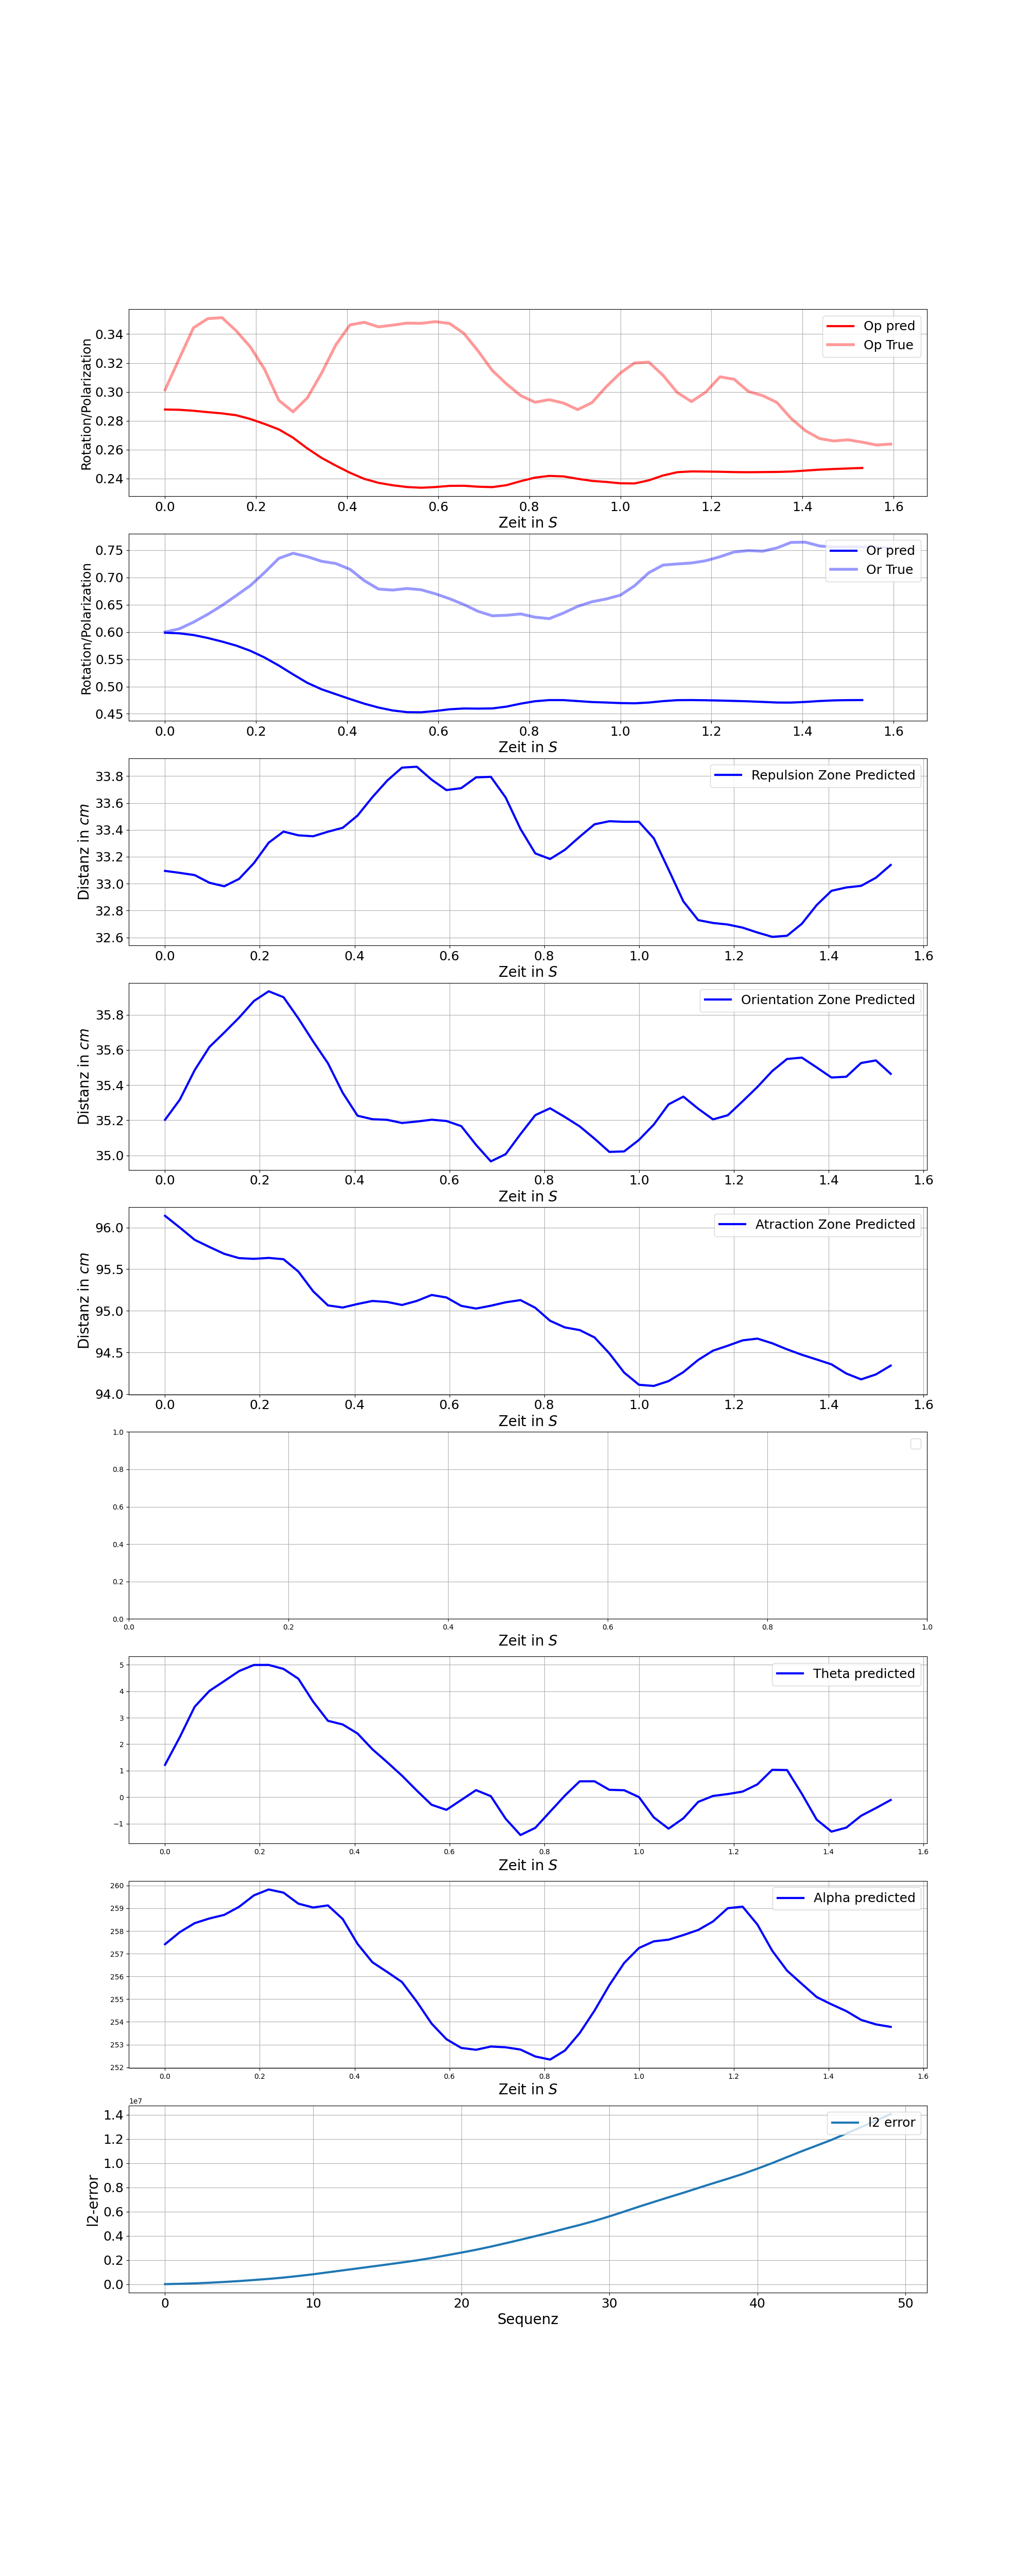 0.34
0.32
0.30
0.28
0.26
0.24
Rotation/Polarization
Op pred
Op True
0.0 0.2 0.4 0.6 0.8 1.0 1.2 1.4 1.6
Zeit in S
0.75
0.70
0.65
0.60
0.55
0.50
0.45
Rotation/Polarization
Or pred
Or True
0.0 0.2 0.4 0.6 0.8 1.0 1.2 1.4 1.6
Zeit in S
33.8
33.6
33.4
33.2
33.0
32.8
32.6
Distanz in cm
Repulsion Zone Predicted
0.0 0.2 0.4 0.6 0.8 1.0 1.2 1.4 1.6
Zeit in S
35.8
35.6
35.4
35.2
35.0
Distanz in cm
Orientation Zone Predicted
0.0 0.2 0.4 0.6 0.8 1.0 1.2 1.4 1.6
Zeit in S
96.0
95.5
95.0
94.5
94.0
Distanz in cm
Atraction Zone Predicted
0.0 0.2 0.4 0.6 0.8 1.0 1.2 1.4 1.6
Zeit in S
1.0
0.8
0.6
0.4
0.2
0.0
0.0 0.2 0.4 0.6 0.8 1.0
Zeit in S
5
4
3
2
1
0
−1
Theta predicted
0.0 0.2 0.4 0.6 0.8 1.0 1.2 1.4 1.6
Zeit in S
260
259
258
257
256
255
254
253
252
Alpha predicted
0.0 0.2 0.4 0.6 0.8 1.0 1.2 1.4 1.6
Zeit in S
1e7
1.4
1.2
1.0
0.8
0.6
0.4
0.2
0.0
l2-error
l2 error
0 10 20 30 40 50
Sequenz